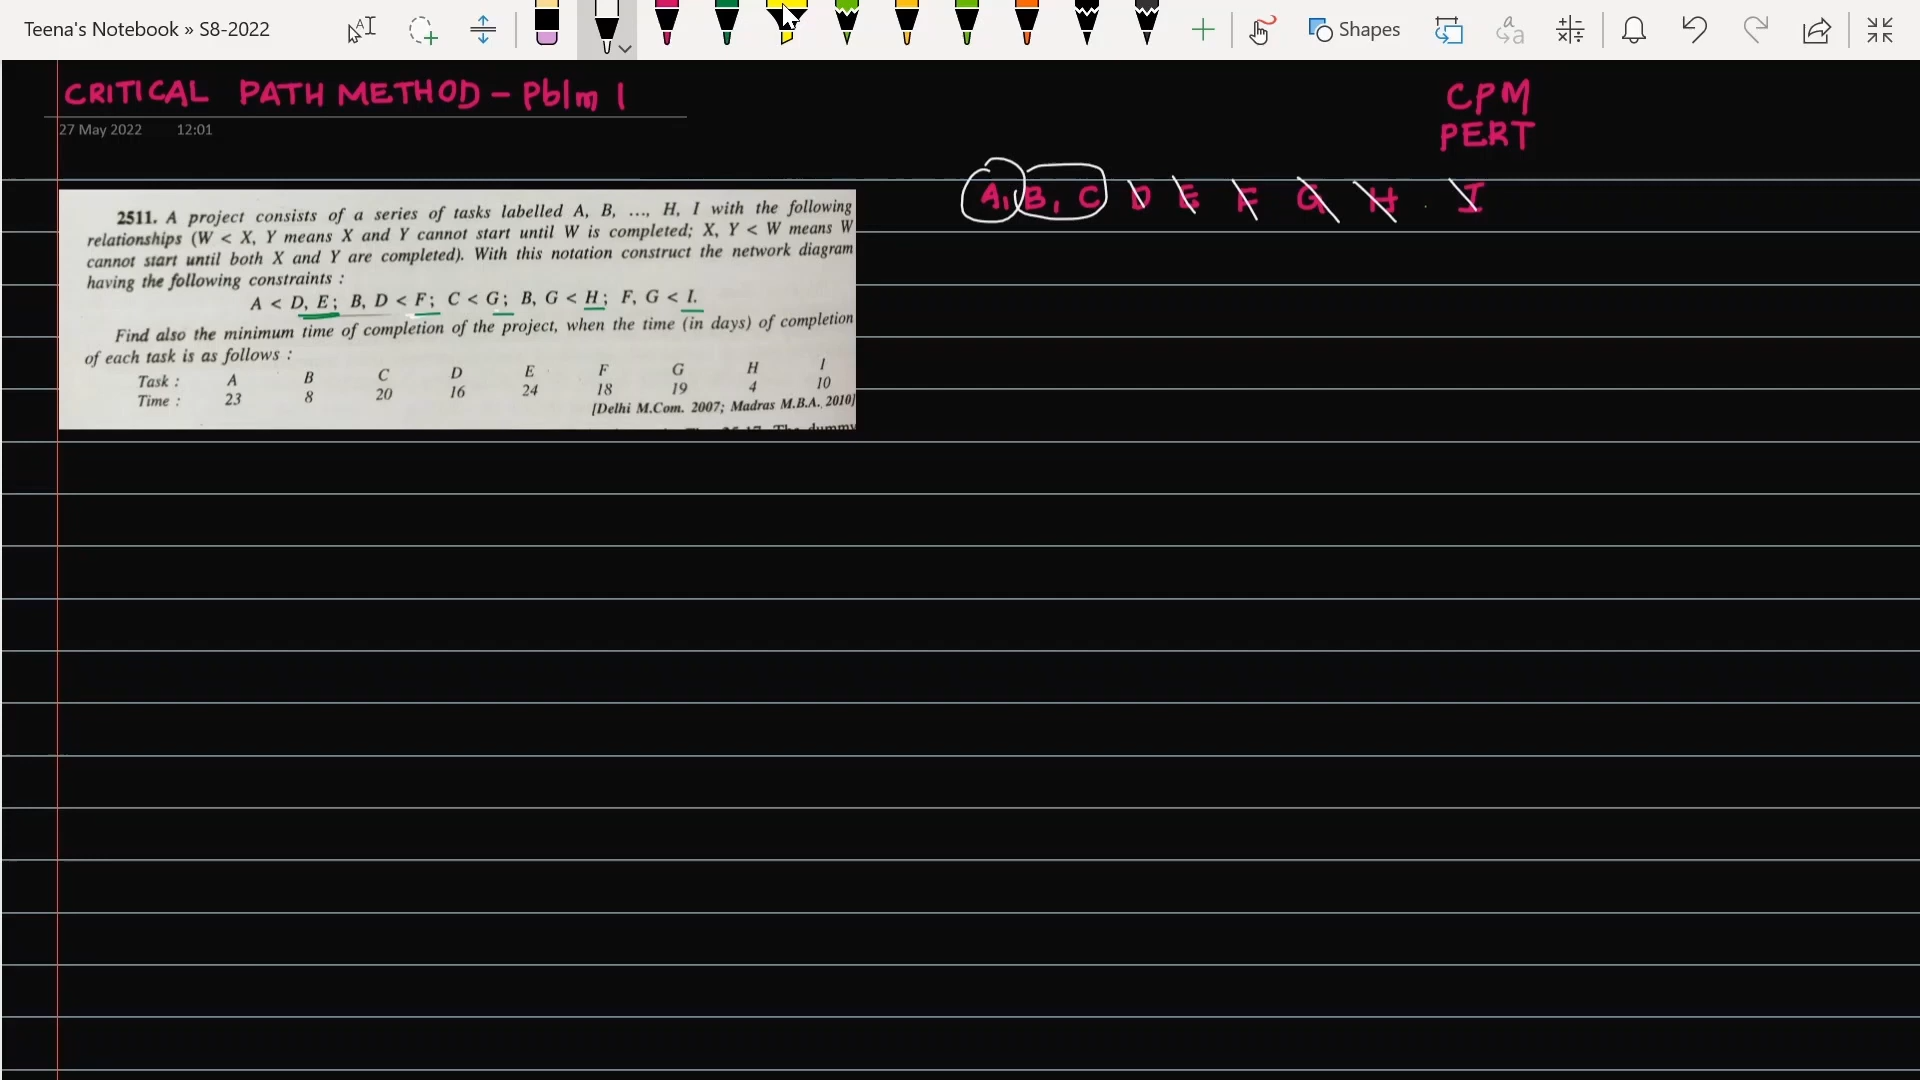 Teena's Notebook » S8-2022
Shapes
CRITICAL PATH METHOD - Pblm 1
CPM
PERT
27 May 2022 12:01
A, B, C D E F G H I
2511. A project consists of a series of tasks labelled A, B, ..., H, I with the following
relationships (W < X, Y means X and Y cannot start until W is completed; X, Y < W means W
cannot start until both X and Y are completed). With this notation construct the network diagram
having the following constraints :
A < D, E; B, D < F; C < G; B, G < H; F, G < I.
Find also the minimum time of completion of the project, when the time (in days) of completion
of each task is as follows :
Task : A B C D E F G H I
Time : 23 8 20 16 24 18 19 4 10
[Delhi M.Com. 2007; Madras M.B.A. 2010]